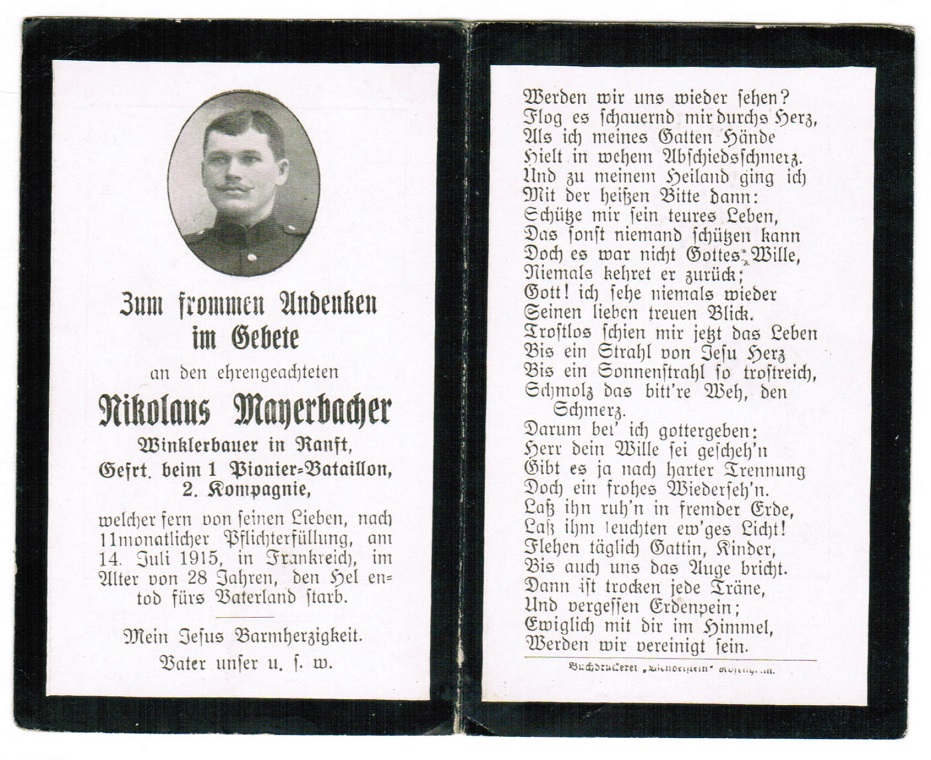 Zum frommen Andenken
im Gebete
an den ehrengeachteten
Nikolaus Mayerbacher
Winklerbauer in Ranft,
Gefrt. beim 1 Pionier-Bataillon,
2. Kompagnie,
welcher fern von seinen Lieben, nach
11monatlicher Pflichterfüllung, am
14. Juli 1915, in Frankreich, im
Alter von 28 Jahren, den Hel en-
tod fürs Vaterland starb.
Mein Jesus Barmherzigkeit.
Vater unser u. s. w.
Werden wir uns wieder sehen?
Flog es schauernd mir durchs Herz,
Als ich meines Gatten Hände
Hielt in wehem Abschiedsschmerz.
Und zu meinem Heiland ging ich
Mit der heißen Bitte dann:
Schütze mir sein teures Leben,
Das sonst niemand schützen kann
Doch es war nicht Gottes Wille,
Niemals kehret er zurück;
Gott! ich sehe niemals wieder
Seinen lieben treuen Blick.
Trostlos schien mir jetzt das Leben
Bis ein Strahl von Jesu Herz
Bis ein Sonnenstrahl so trostreich,
Schmolz das bitt're Weh, den
Schmerz.
Darum bet' ich gottergeben:
Herr dein Wille sei gescheh'n
Gibt es ja nach harter Trennung
Doch ein frohes Wiederseh'n.
Laß ihn ruh'n in fremder Erde,
Laß ihm leuchten ew'ges Licht!
Flehen täglich Gattin, Kinder,
Bis auch uns das Auge bricht.
Dann ist trocken jede Träne,
Und vergessen Erdenpein;
Ewiglich mit dir im Himmel,
Werden wir vereinigt sein.
Buchdruckerei